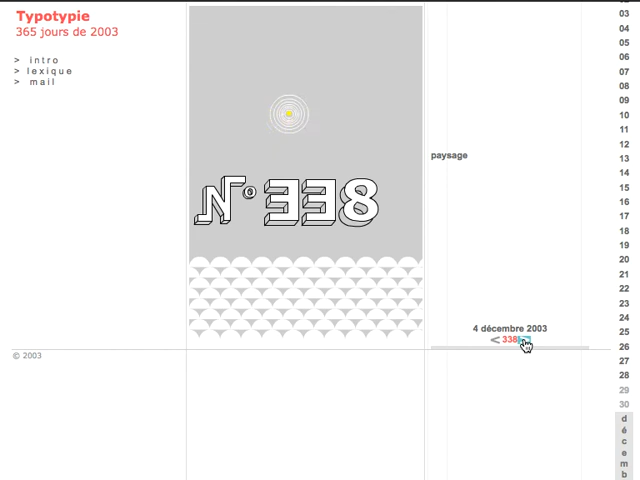 Typotypie
365 jours de 2003
> intro
> lexique
> mail
N° 338
paysage
4 décembre 2003
< 338
© 2003
03
04
05
06
07
08
09
10
11
12
13
14
15
16
17
18
19
20
21
22
23
24
25
26
27
28
29
30
d
é
c
e
m
b